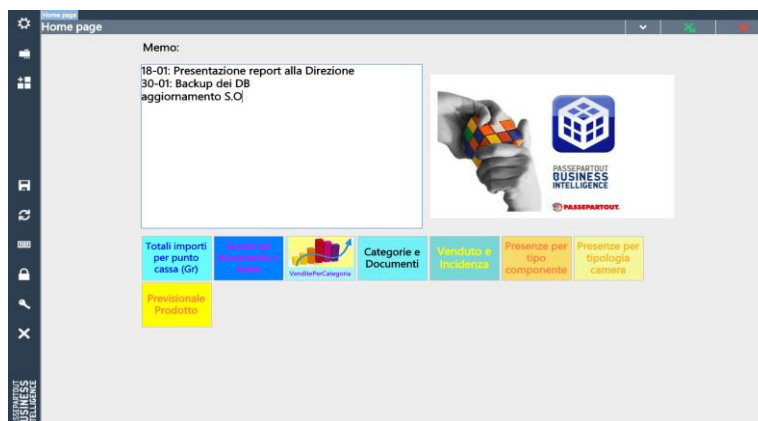 Home page
Home page
Memo:
18-01: Presentazione report alla Direzione
30-01: Backup dei DB
aggiornamento S.O
PASSEPARTOUT
BUSINESS
INTELLIGENCE
PASSEPARTOUT.
Totali importi
per punto
cassa (Gr)
VenditePerCategoria
Categorie e
Documenti
Venduto e
Incidenza
Presenze per
tipo
componente
Presenze per
tipologia
camera
Previsionale
Prodotto
PASSEPARTOUT
BUSINESS
INTELLIGENCE